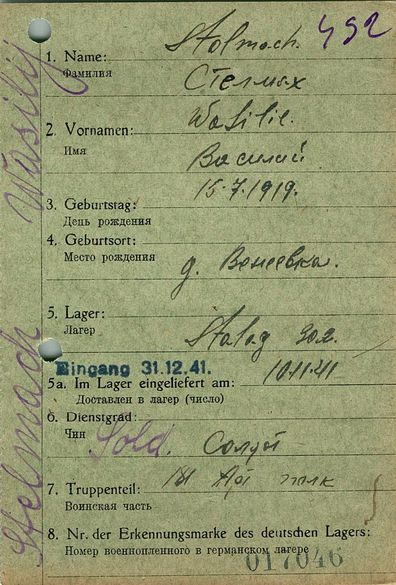 Stelmach Wasilij
492
1. Name: Stolmach.
Фамилия Стелмах
2. Vornamen: Wasilie.
Имя Василий
15.7.1919.
3. Geburtstag:
День рождения
4. Geburtsort:
Место рождения
д. Венеевка.
5. Lager:
Лагерь Stalag 302
Eingang 31.12.41.
10.11.41
5a. Im Lager eingeliefert am:
Доставлен в лагерь (число)
6. Dienstgrad:
Чин Sold. Солдат
181 Арт полк
7. Truppenteil:
Воинская часть
8. Nr. der Erkennungsmarke des deutschen Lagers:
Номер военнопленного в германском лагере
017046